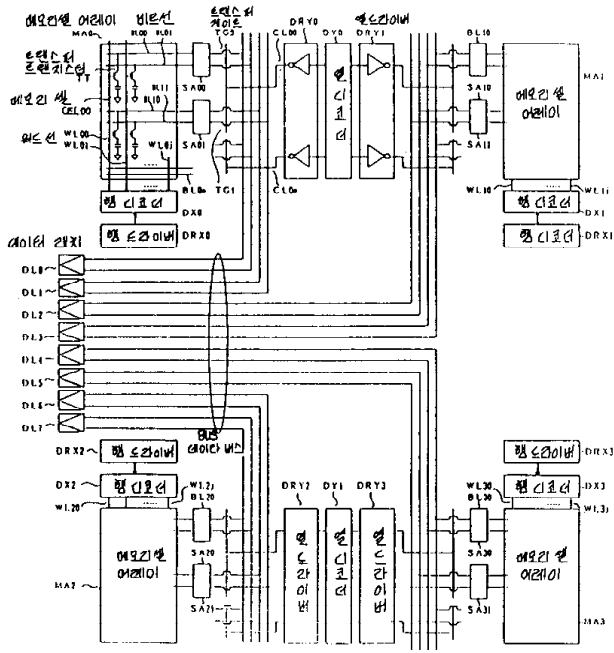 메모리셀 어레이 비트선
트랜스퍼 게이트
MA0 BL00 BL01 TG0 CL00 DRY0 DY0 DRY1 열드라이버 BL10
트랜스퍼
트랜지스터
TT
메모리 셀
CEL00
BL11
BL10
SA00
SA01
워드선
WL00
WL01
WL0j
BL0n
TG1
CL0n
열 디코더
SA10
SA11
메모리 셀
어레이
MA1
WL10 WL1j
행 디코더
DX0
행 드라이버
DRX0
행 디코더
DX1
행 디코더
DRX1
데이터 래치
DL0
DL1
DL2
DL3
DL4
DL5
DL6
DL7
BUS
데이타 버스
DRX2 행 드라이버
DX2 행 디코더
WL20 WL2j
BL20
DRY2 DY1 DRY3
행 드라이버 DRX3
행 디코더 DX3
WL30 WL3j
BL30
메모리 셀
어레이
MA2
SA20
SA21
열 드라이버
열 디코더
열 드라이버
SA30
SA31
메모리 셀
어레이
MA3